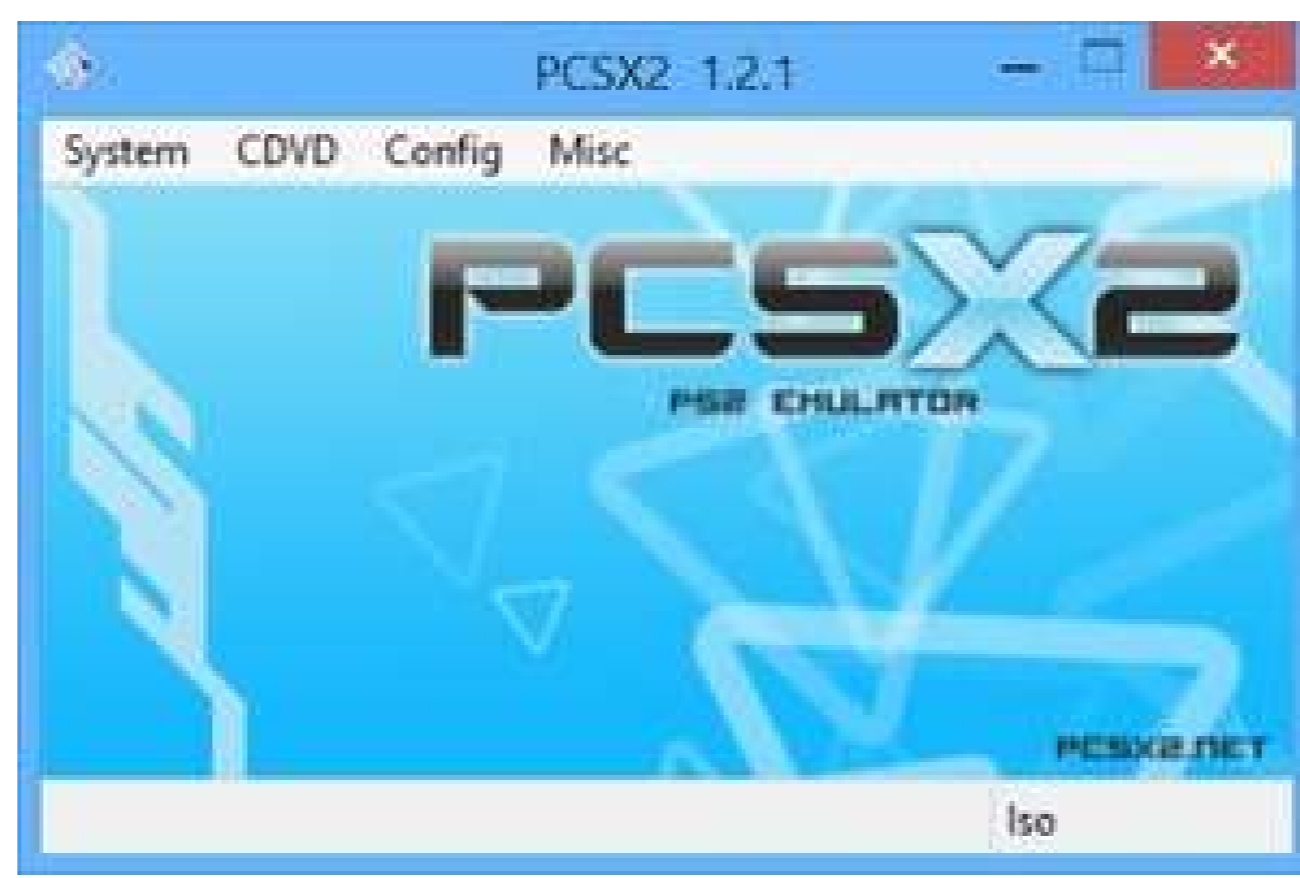 PCSX2 1.2.1
System CDVD Config Misc
PCSX2
PS2 EMULATOR
PCSX2.NET
Iso